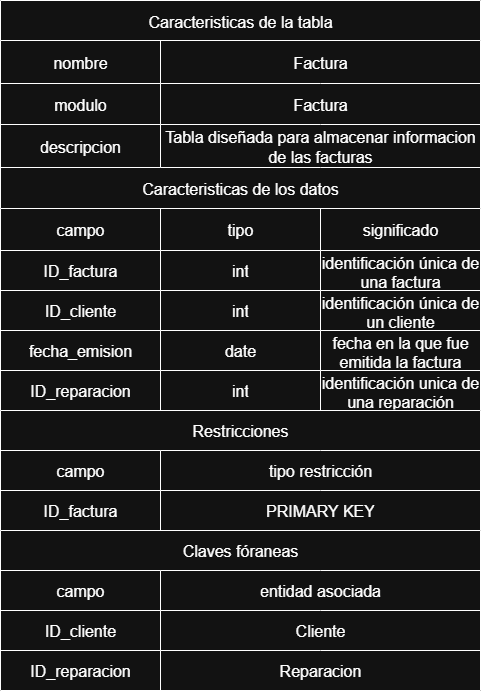 Caracteristicas de la tabla
nombre Factura
modulo Factura
descripcion Tabla diseñada para almacenar informacion
de las facturas
Caracteristicas de los datos
campo tipo significado
ID_factura int identificación única de
una factura
ID_cliente int identificación única de
un cliente
fecha_emision date fecha en la que fue
emitida la factura
ID_reparacion int identificación unica de
una reparación
Restricciones
campo tipo restricción
ID_factura PRIMARY KEY
Claves fóraneas
campo entidad asociada
ID_cliente Cliente
ID_reparacion Reparacion